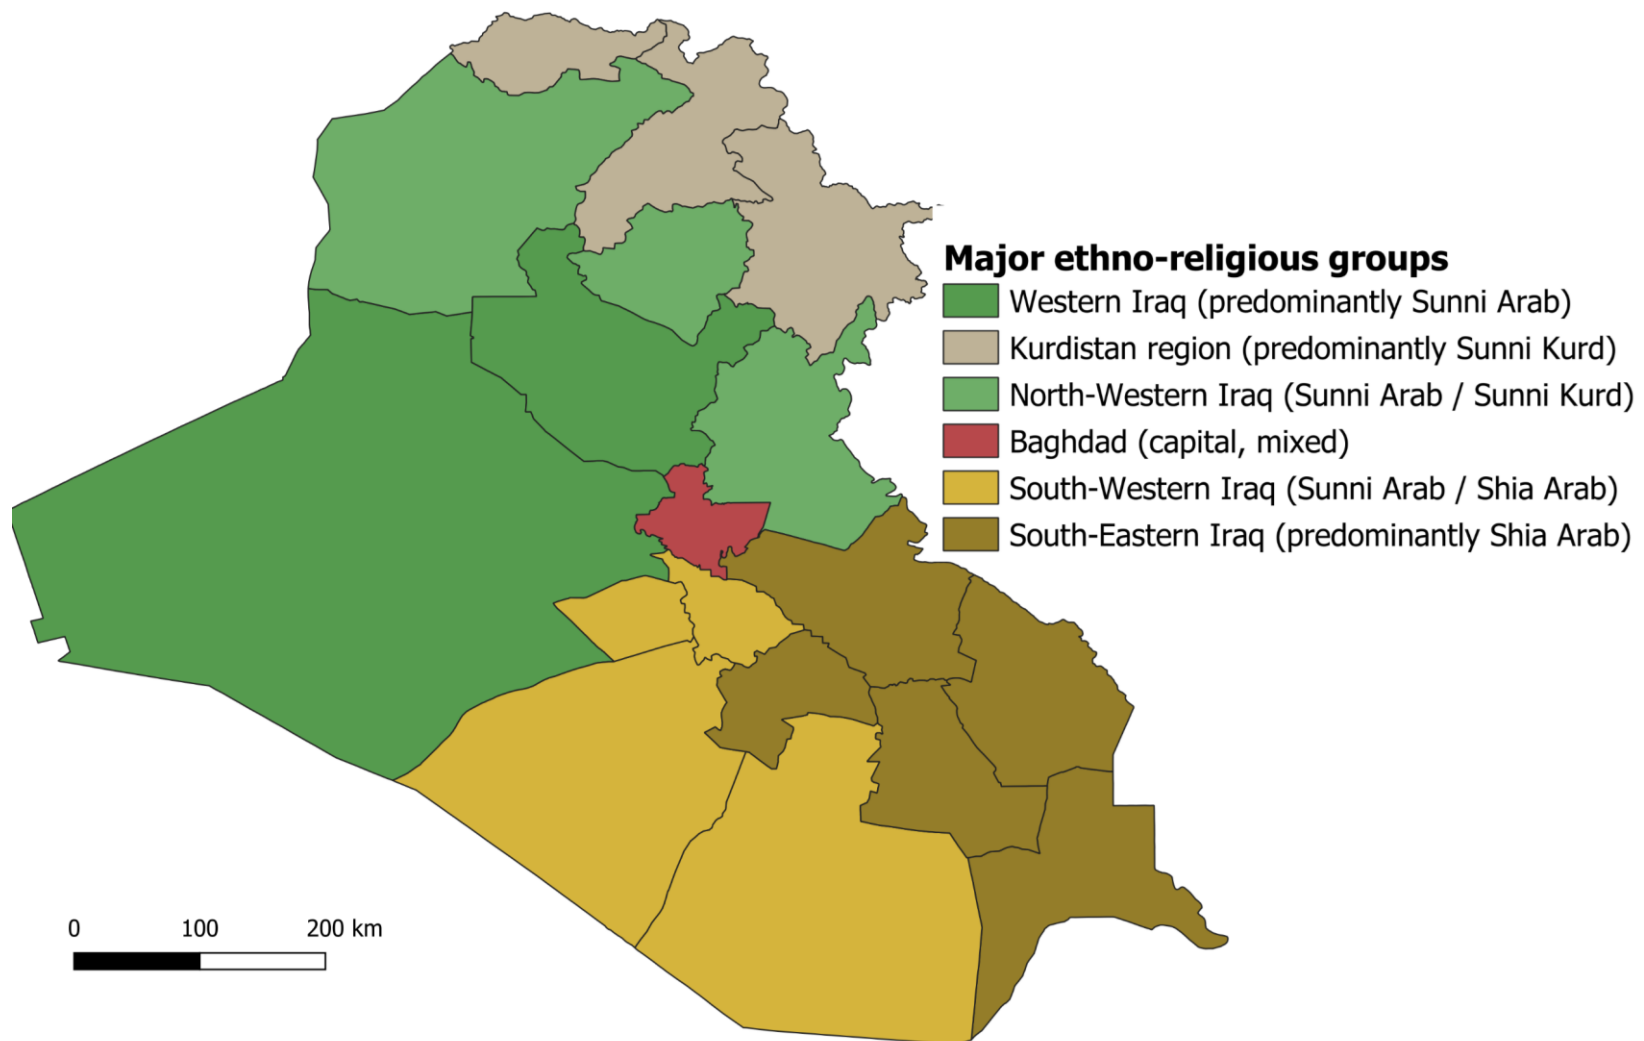 Major ethno-religious groups
Western Iraq (predominantly Sunni Arab)
Kurdistan region (predominantly Sunni Kurd)
North-Western Iraq (Sunni Arab / Sunni Kurd)
Baghdad (capital, mixed)
South-Western Iraq (Sunni Arab / Shia Arab)
South-Eastern Iraq (predominantly Shia Arab)
0 100 200 km